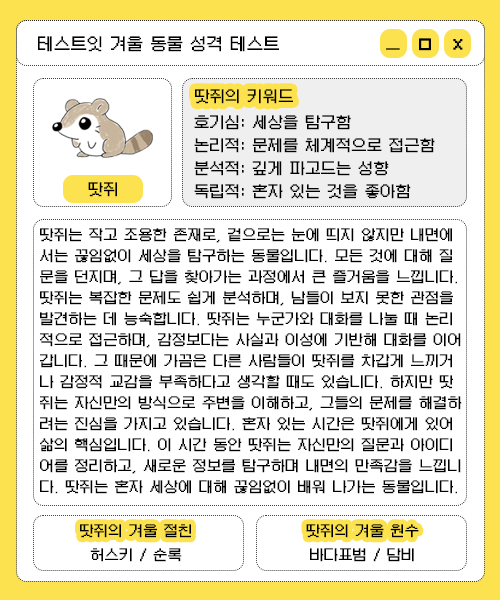 테스트잇 겨울 동물 성격 테스트
X
땃쥐의 키워드
호기심: 세상을 탐구함
논리적: 문제를 체계적으로 접근함
분석적: 깊게 파고드는 성향
독립적: 혼자 있는 것을 좋아함
땃쥐
땃쥐는 작고 조용한 존재로, 겉으로는 눈에 띄지 않지만 내면에
서는 끊임없이 세상을 탐구하는 동물입니다. 모든 것에 대해 질
문을 던지며, 그 답을 찾아가는 과정에서 큰 즐거움을 느낍니다.
땃쥐는 복잡한 문제도 쉽게 분석하며, 남들이 보지 못한 관점을
발견하는 데 능숙합니다. 땃쥐는 누군가와 대화를 나눌 때 논리
적으로 접근하며, 감정보다는 사실과 이성에 기반해 대화를 이어
갑니다. 그 때문에 가끔은 다른 사람들이 땃쥐를 차갑게 느끼거
나 감정적 교감을 부족하다고 생각할 때도 있습니다. 하지만 땃
쥐는 자신만의 방식으로 주변을 이해하고, 그들의 문제를 해결하
려는 진심을 가지고 있습니다. 혼자 있는 시간은 땃쥐에게 있어
삶의 핵심입니다. 이 시간 동안 땃쥐는 자신만의 질문과 아이디
어를 정리하고, 새로운 정보를 탐구하며 내면의 만족감을 느낍니
다. 땃쥐는 혼자 세상에 대해 끊임없이 배워 나가는 동물입니다.
땃쥐의 겨울 절친
허스키 / 순록
땃쥐의 겨울 원수
바다표범 / 담비